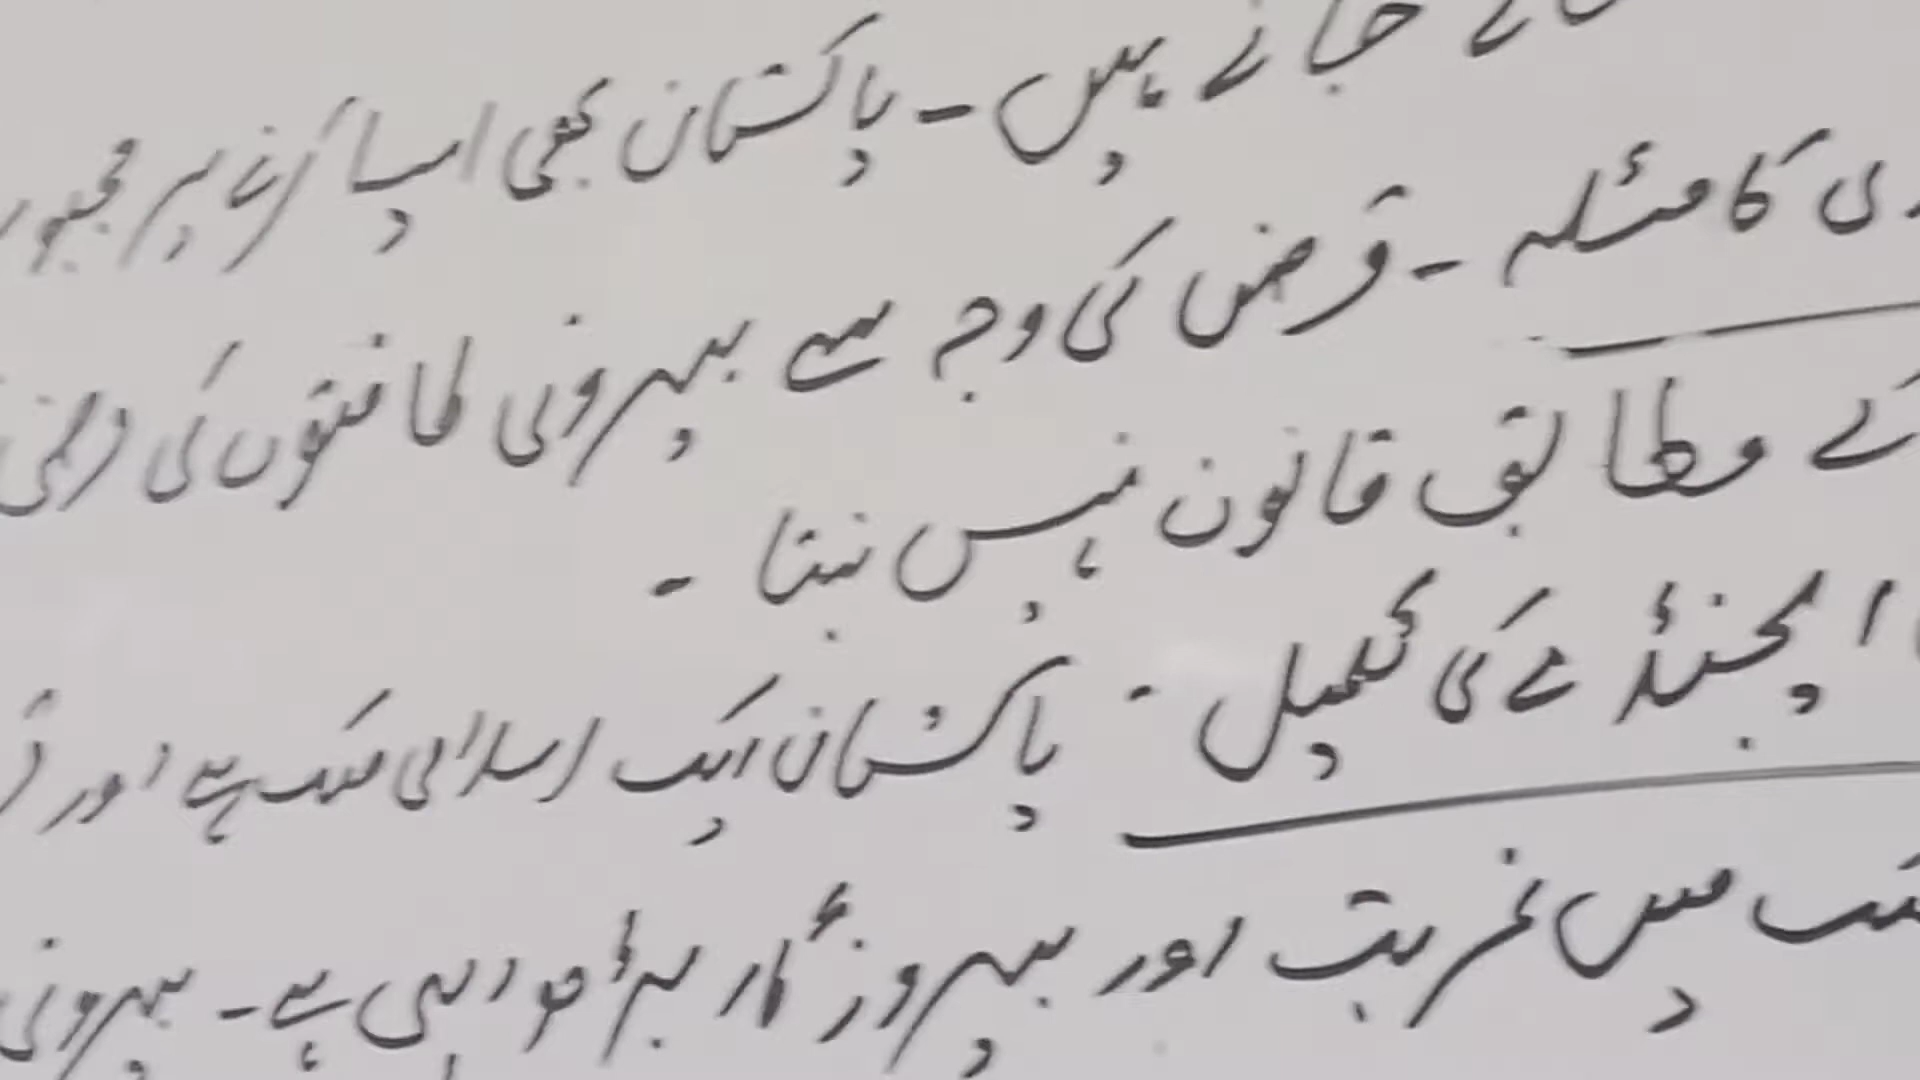 جاتے ہیں ۔ پاکستان بھی ایسا کرنے پر مجبور
کا مسئلہ ۔ قرض کی وجہ سے بیرونی طاقتوں کی
کے مطابق قانون نہیں بنتا ۔
ایجنڈے کی تکمیل ۔ پاکستان ایک اسلامی ملک ہے اور
میں غربت اور بیروزگار بڑھ رہی ہے ۔ بیرونی